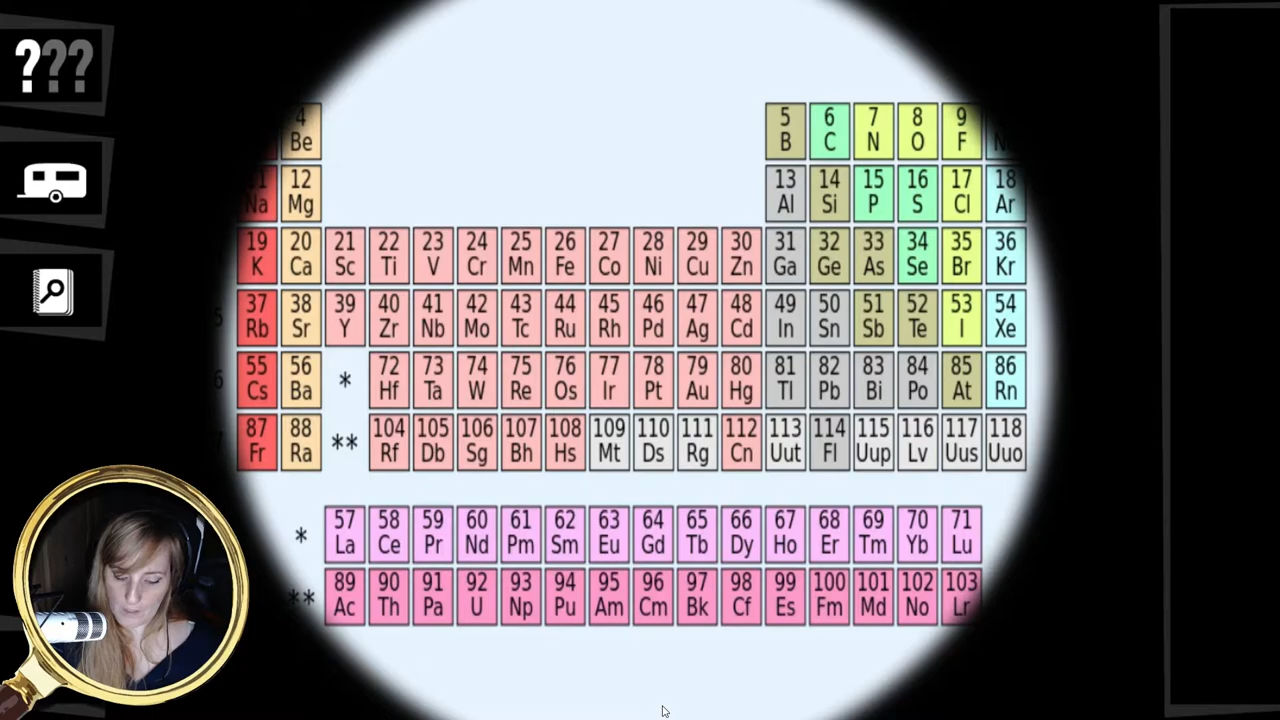 ???
4 5 6 7 8 9
Be B C N O F
11 12 13 14 15 16 17 18
Na Mg Al Si P S Cl Ar
19 20 21 22 23 24 25 26 27 28 29 30 31 32 33 34 35 36
K Ca Sc Ti V Cr Mn Fe Co Ni Cu Zn Ga Ge As Se Br Kr
5 37 38 39 40 41 42 43 44 45 46 47 48 49 50 51 52 53 54
Rb Sr Y Zr Nb Mo Tc Ru Rh Pd Ag Cd In Sn Sb Te I Xe
6 55 56 * 72 73 74 75 76 77 78 79 80 81 82 83 84 85 86
Cs Ba Hf Ta W Re Os Ir Pt Au Hg Tl Pb Bi Po At Rn
7 87 88 ** 104 105 106 107 108 109 110 111 112 113 114 115 116 117 118
Fr Ra Rf Db Sg Bh Hs Mt Ds Rg Cn Uut Fl Uup Lv Uus Uuo
* 57 58 59 60 61 62 63 64 65 66 67 68 69 70 71
La Ce Pr Nd Pm Sm Eu Gd Tb Dy Ho Er Tm Yb Lu
** 89 90 91 92 93 94 95 96 97 98 99 100 101 102 103
Ac Th Pa U Np Pu Am Cm Bk Cf Es Fm Md No Lr